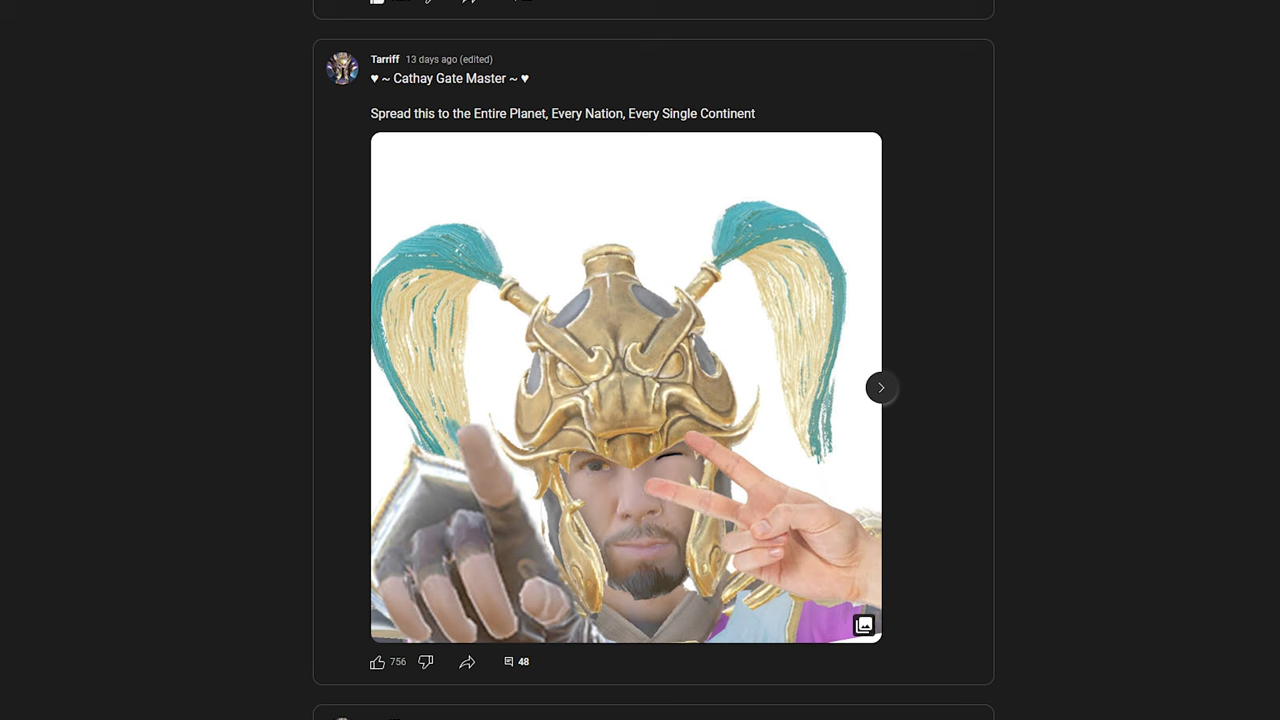 Tarriff 13 days ago (edited)
♥ ~ Cathay Gate Master ~ ♥
Spread this to the Entire Planet, Every Nation, Every Single Continent
756 48